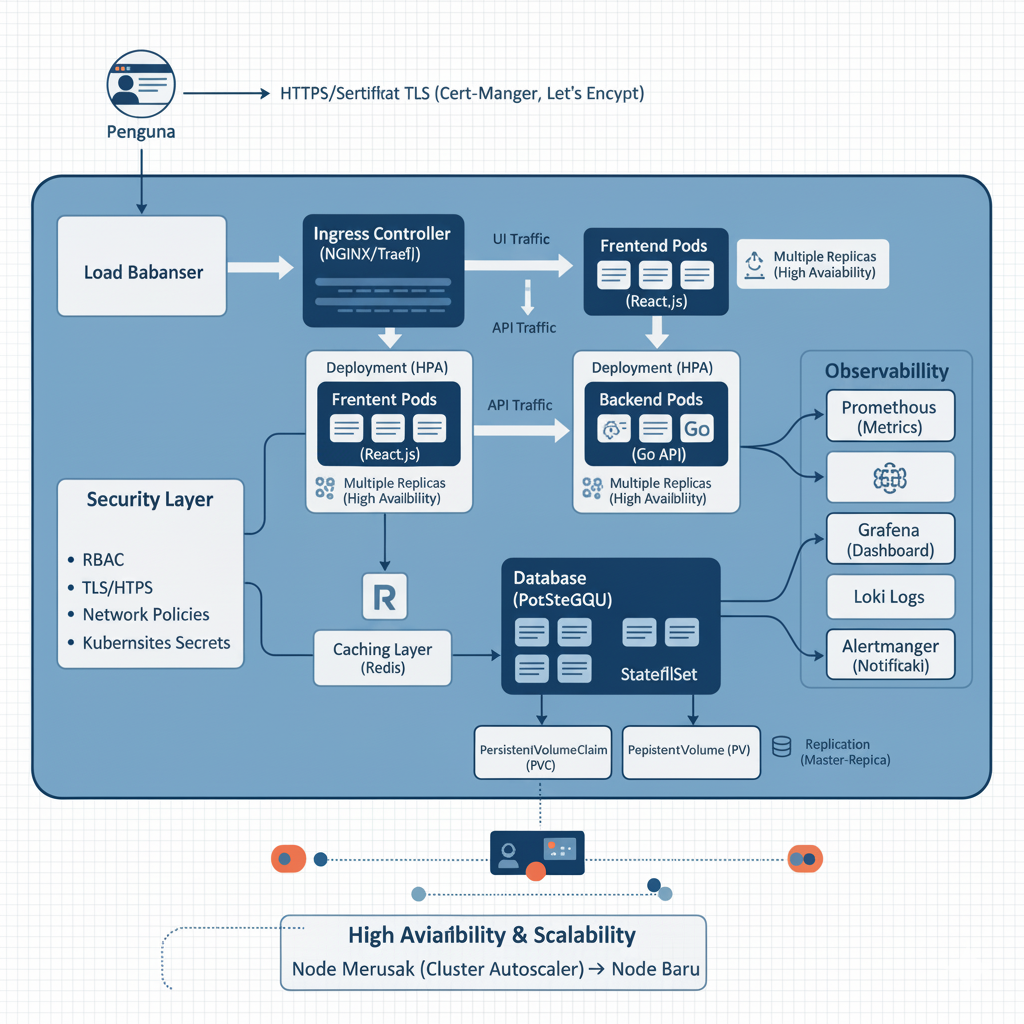 HTTPS/Sertifikat TLS (Cert-Manger, Let's Encypt)
Penguna
Load Babanser
Ingress Controller
(NGINX/Traefi))
UI Traffic
API Traffic
Frentend Pods
(React.js)
Multiple Replicas
(High Avaiability)
Deployment (HPA)
Frentent Pods
(React.js)
Multiple Replicas
(High Availbility)
API Traffic
Deployment (HPA)
Backend Pods
Go
(Go API)
Multiple Replicas
(High Availbility)
Observabillity
Promethous
(Metrics)
Grafena
(Dashboard)
Loki Logs
Alertmanger
(Notifikaki)
Security Layer
• RBAC
• TLS/HTPS
• Network Policies
• Kubernsites Secrets
R
Caching Layer
(Redis)
Database
(PotSteGQU)
StatefllSet
PersistenIVolumeClaim
(PVC)
PepistentVolume (PV)
Replication
(Master-Repica)
High Aviarlbility & Scalability
Node Merusak (Cluster Autoscaler) → Node Baru